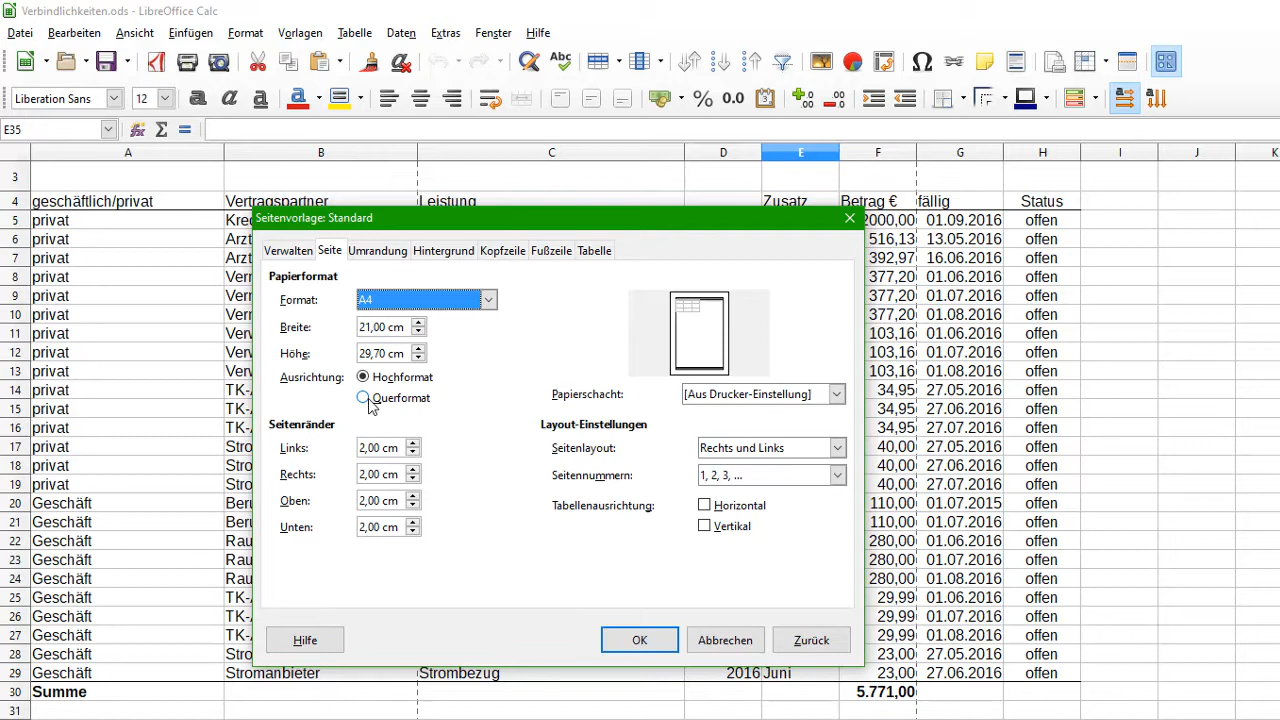 Verbindlichkeiten.ods - LibreOffice Calc
Datei Bearbeiten Ansicht Einfügen Format Vorlagen Tabelle Daten Extras Fenster Hilfe
Liberation Sans 12 a a a a % 0.0
E35
A B C D E F G H I J K
3
4 geschäftlich/privat Vertragspartner Leistung Zusatz Betrag € fällig Status
Seitenvorlage: Standard
5 privat 2000,00 01.09.2016 offen
6 privat 516,13 13.05.2016 offen
Verwalten Seite Umrandung Hintergrund Kopfzeile Fußzeile Tabelle
7 privat 392,97 16.06.2016 offen
Papierformat
8 privat 377,20 01.06.2016 offen
Format: A4
9 privat 377,20 01.07.2016 offen
10 privat 377,20 01.08.2016 offen
Breite: 21,00 cm
11 privat 103,16 01.06.2016 offen
Höhe: 29,70 cm
12 privat 103,16 01.07.2016 offen
13 privat 103,16 01.08.2016 offen
Ausrichtung: Hochformat
14 privat 34,95 27.05.2016 offen
Querformat Papierschacht: [Aus Drucker-Einstellung]
15 privat 34,95 27.06.2016 offen
Seitenränder Layout-Einstellungen
16 privat 34,95 27.07.2016 offen
17 privat 40,00 27.05.2016 offen
Links: 2,00 cm Seitenlayout: Rechts und Links
18 privat 40,00 27.06.2016 offen
Rechts: 2,00 cm Seitennummern: 1, 2, 3, ...
19 privat 40,00 27.07.2016 offen
20 Geschäft 110,00 01.07.2015 offen
Oben: 2,00 cm Tabellenausrichtung: Horizontal
21 Geschäft 110,00 01.07.2016 offen
Unten: 2,00 cm Vertikal
22 Geschäft 280,00 01.06.2016 offen
23 Geschäft 280,00 01.07.2016 offen
24 Geschäft 280,00 01.08.2016 offen
25 Geschäft 29,99 01.06.2016 offen
26 Geschäft 29,99 01.07.2016 offen
27 Geschäft 29,99 01.08.2016 offen
Hilfe OK Abbrechen Zurück
28 Geschäft 23,00 27.05.2016 offen
29 Geschäft Stromanbieter Strombezug 2016 Juni 23,00 27.06.2016 offen
30 Summe 5.771,00
31